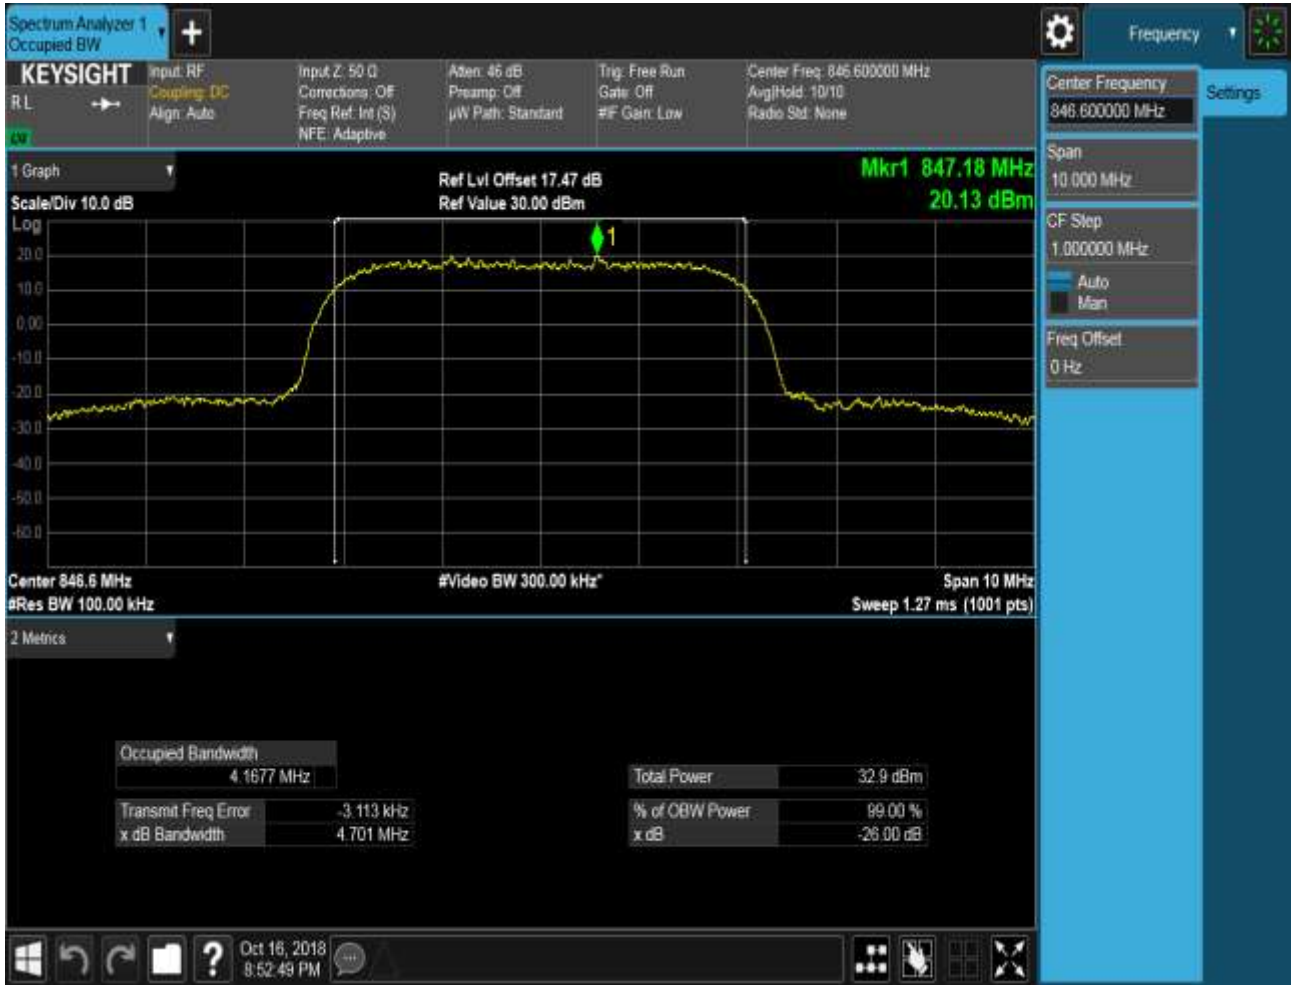 Spectrum Analyzer 1
Occupied BW
Frequency
KEYSIGHT
RL
Input: RF
Coupling: DC
Align: Auto
Input Z: 50 Ω
Corrections: Off
Freq Ref: Int (S)
NFE: Adaptive
Atten: 46 dB
Preamp: Off
µW Path: Standard
Trig: Free Run
Gate: Off
#IF Gain: Low
Center Freq: 846.600000 MHz
Avg|Hold: 10/10
Radio Std: None
Center Frequency
846.600000 MHz
Settings
Span
10.000 MHz
CF Step
1.000000 MHz
Auto
Man
Freq Offset
0 Hz
1 Graph
Scale/Div 10.0 dB
Ref Lvl Offset 17.47 dB
Ref Value 30.00 dBm
Mkr1 847.18 MHz
20.13 dBm
Log
1
20.0
10.0
0.00
-10.0
-20.0
-30.0
-40.0
-50.0
-60.0
Center 846.6 MHz
#Video BW 300.00 kHz*
Span 10 MHz
#Res BW 100.00 kHz
Sweep 1.27 ms (1001 pts)
2 Metrics
Occupied Bandwidth
4.1677 MHz
Total Power 32.9 dBm
Transmit Freq Error -3.113 kHz
% of OBW Power 99.00 %
x dB Bandwidth 4.701 MHz
x dB -26.00 dB
Oct 16, 2018
8:52:49 PM